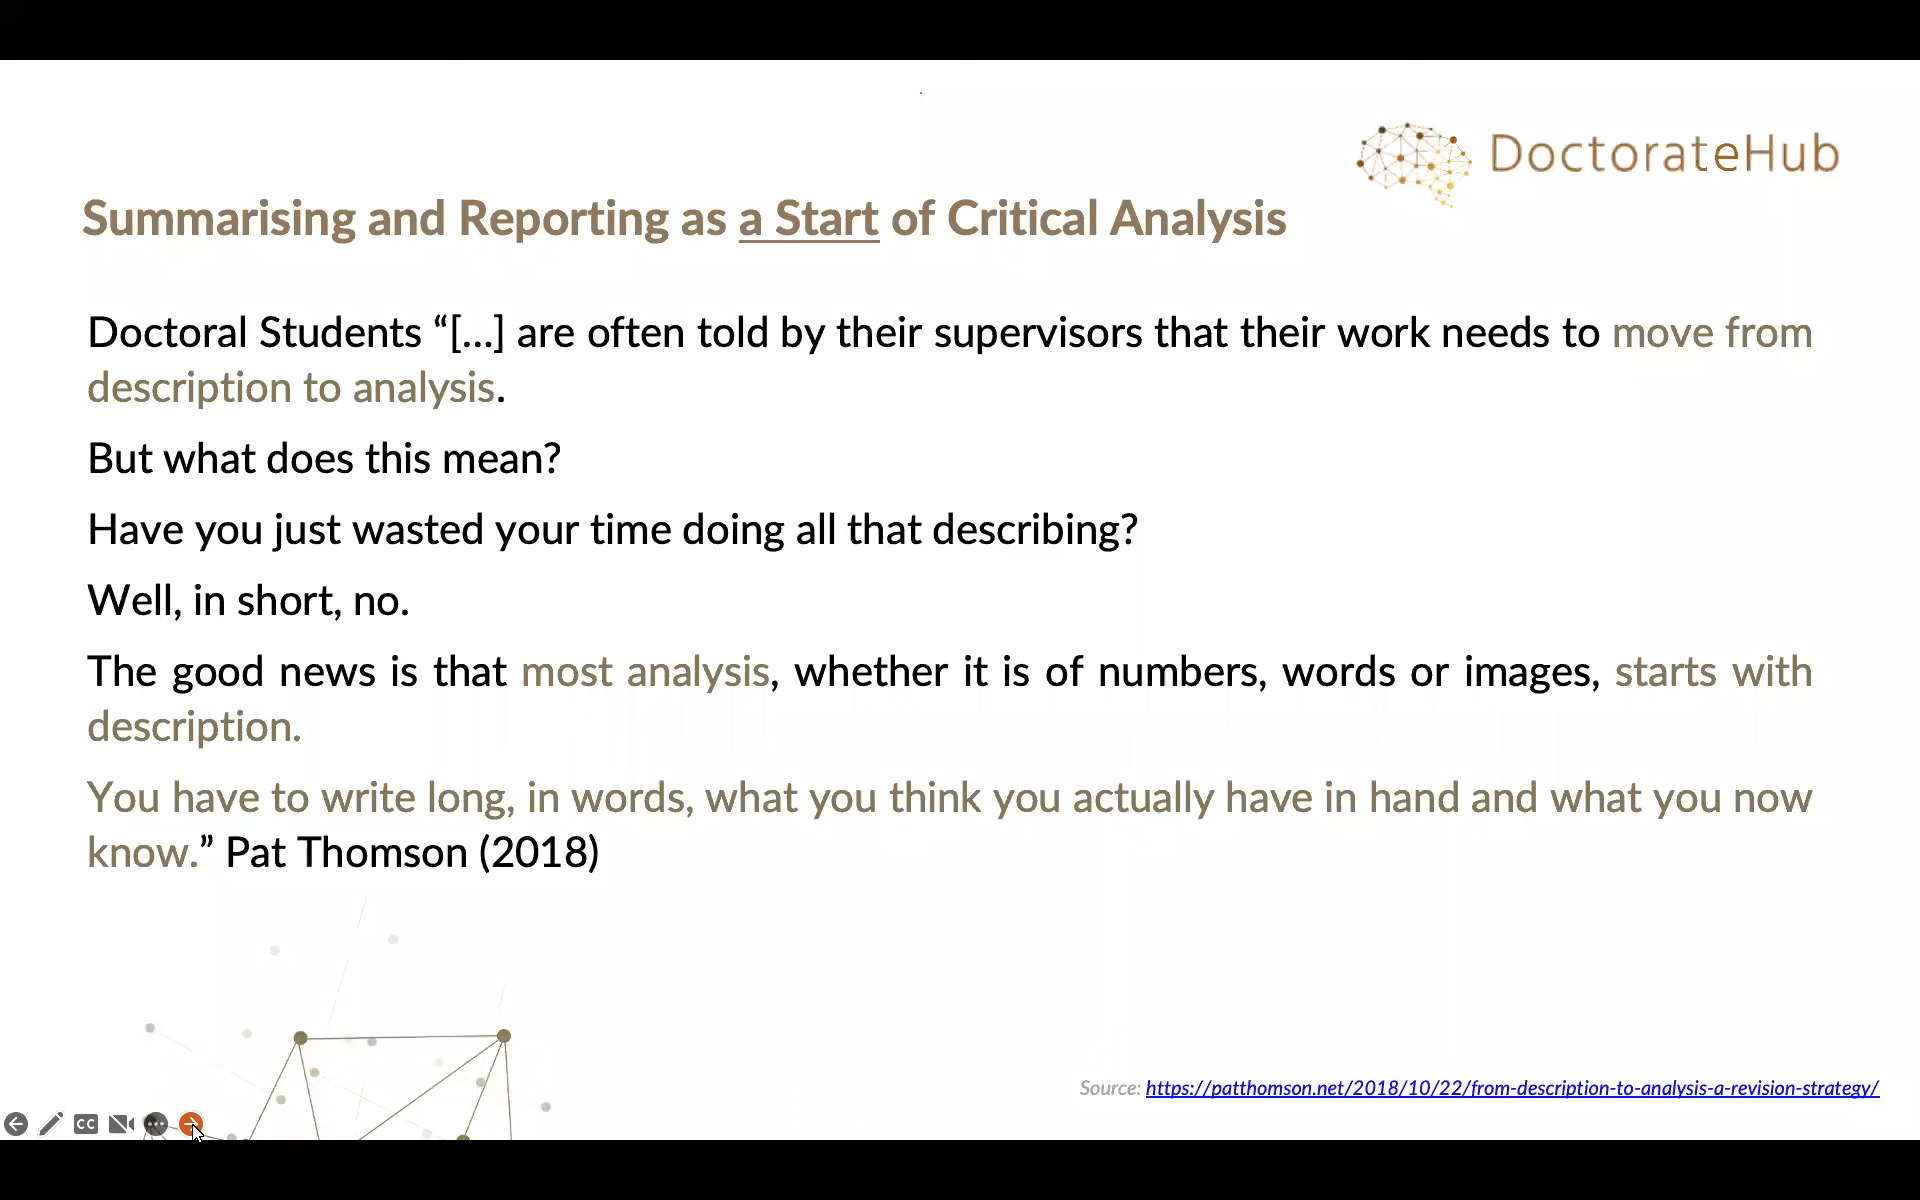 DoctorateHub
Summarising and Reporting as a Start of Critical Analysis
Doctoral Students “[…] are often told by their supervisors that their work needs to move from
description to analysis.
But what does this mean?
Have you just wasted your time doing all that describing?
Well, in short, no.
The good news is that most analysis, whether it is of numbers, words or images, starts with
description.
You have to write long, in words, what you think you actually have in hand and what you now
know.” Pat Thomson (2018)
Source: https://patthomson.net/2018/10/22/from-description-to-analysis-a-revision-strategy/
CC